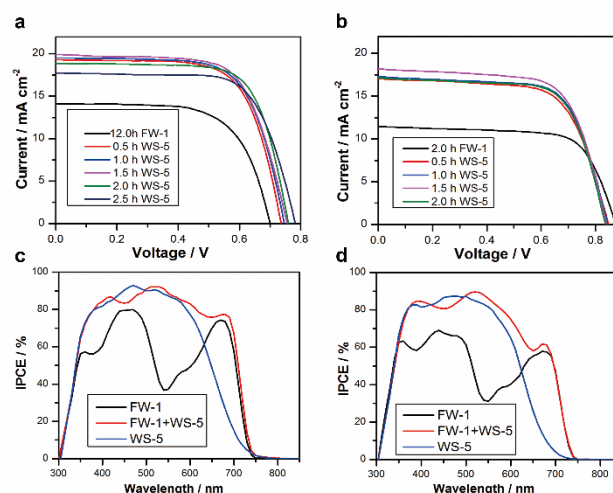 a
Current / mA cm-2
20
15
10
5
0
12.0h FW-1
0.5 h WS-5
1.0 h WS-5
1.5 h WS-5
2.0 h WS-5
2.5 h WS-5
0.0 0.2 0.4 0.6 0.8
Voltage / V
b
Current / mA cm-2
20
15
10
5
0
2.0 h FW-1
0.5 h WS-5
1.0 h WS-5
1.5 h WS-5
2.0 h WS-5
0.0 0.2 0.4 0.6 0.8
Voltage / V
c
IPCE / %
100
80
60
40
20
0
FW-1
FW-1+WS-5
WS-5
300 400 500 600 700 800
Wavelength / nm
d
IPCE / %
100
80
60
40
20
0
FW-1
FW-1+WS-5
WS-5
300 400 500 600 700 800
Wavelength / nm